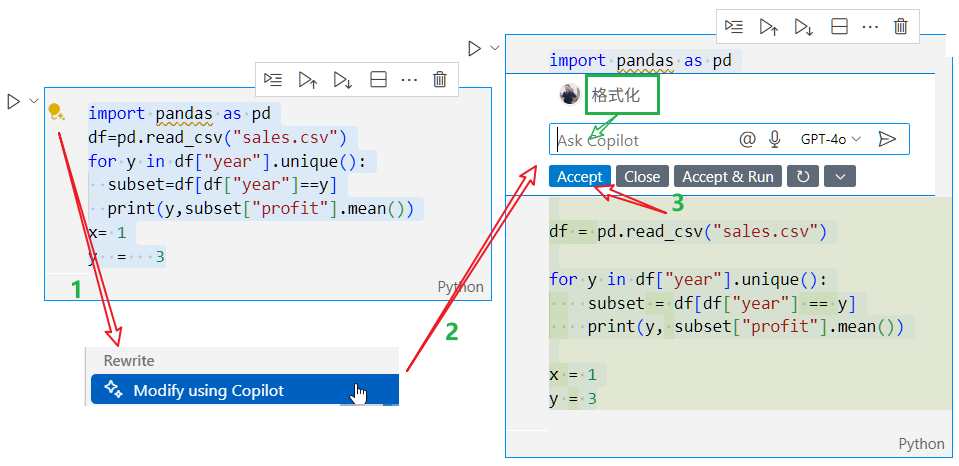 import pandas as pd
df=pd.read_csv("sales.csv")
for y in df["year"].unique():
  subset=df[df["year"]==y]
  print(y,subset["profit"].mean())
x= 1
y  =   3
Python
1
Rewrite
Modify using Copilot
2
import pandas as pd
格式化
Ask Copilot
@ GPT-4o
Accept Close Accept & Run
3
df = pd.read_csv("sales.csv")
for y in df["year"].unique():
    subset = df[df["year"] == y]
    print(y, subset["profit"].mean())
x = 1
y = 3
Python